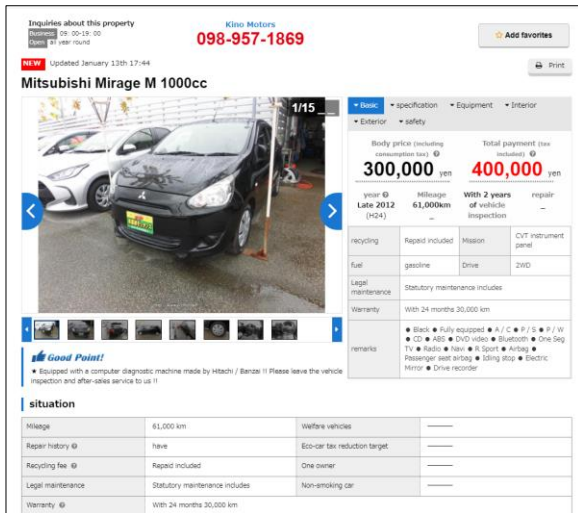 Inquiries about this property
Business 09: 00-19: 00
Open all year round
Kino Motors
098-957-1869
Add favorites
NEW Updated January 13th 17:44
Print
Mitsubishi Mirage M 1000cc
1/15
Basic specification Equipment Interior
Exterior safety
Body price (including consumption tax)
300,000 yen
Total payment (tax included)
400,000 yen
year
Late 2012
(H24)
Mileage
61,000km
With 2 years of vehicle inspection
repair
recycling Repaid included Mission CVT instrument panel
fuel gasoline Drive 2WD
Legal maintenance Statutory maintenance includes
Warranty With 24 months 30,000 km
remarks
● Black ● Fully equipped ● A / C ● P / S ● P / W
● CD ● ABS ● DVD video ● Bluetooth ● One Seg
TV ● Radio ● Navi ● R Sport ● Airbag ●
Passenger seat airbag ● Idling stop ● Electric
Mirror ● Drive recorder
Good Point!
★ Equipped with a computer diagnostic machine made by Hitachi / Banzai !! Please leave the vehicle
inspection and after-sales service to us !!
situation
Mileage 61,000 km Welfare vehicles ———
Repair history have Eco-car tax reduction target ———
Recycling fee Repaid included One owner ———
Legal maintenance Statutory maintenance includes Non-smoking car ———
Warranty With 24 months 30,000 km